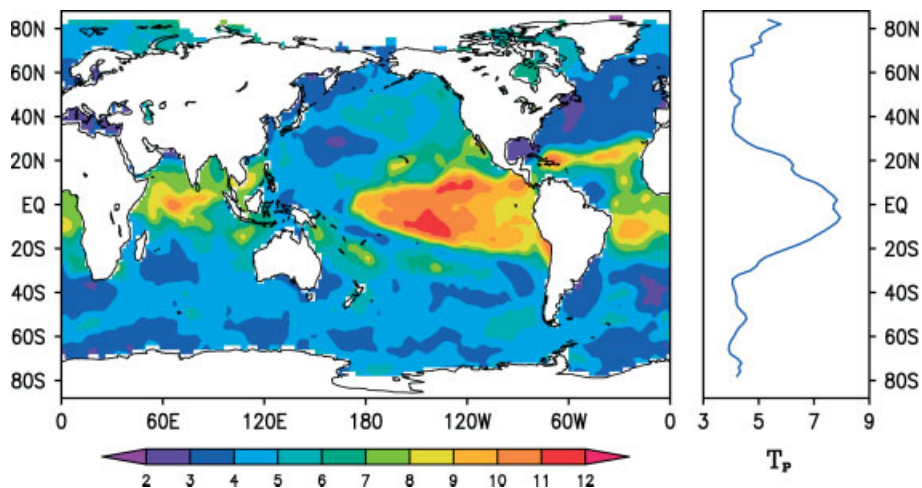 80N 80N
60N 60N
40N 40N
20N 20N
EQ EQ
20S 20S
40S 40S
60S 60S
80S 80S
0 60E 120E 180 120W 60W 0 3 5 7 9
2 3 4 5 6 7 8 9 10 11 12 T_P